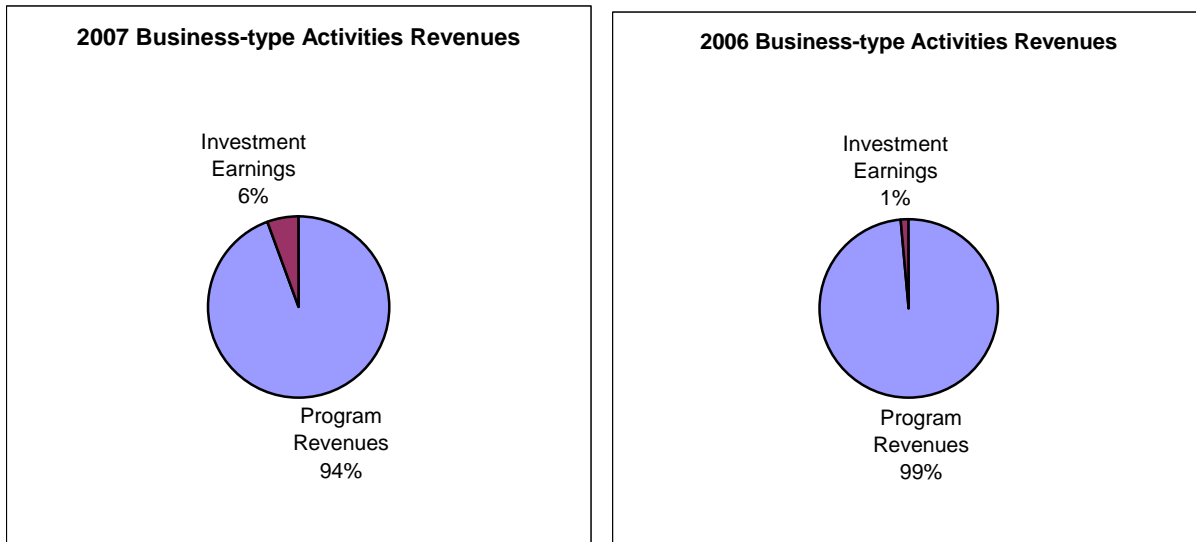 2007 Business-type Activities Revenues
Investment
Earnings
6%
Program
Revenues
94%
2006 Business-type Activities Revenues
Investment
Earnings
1%
Program
Revenues
99%